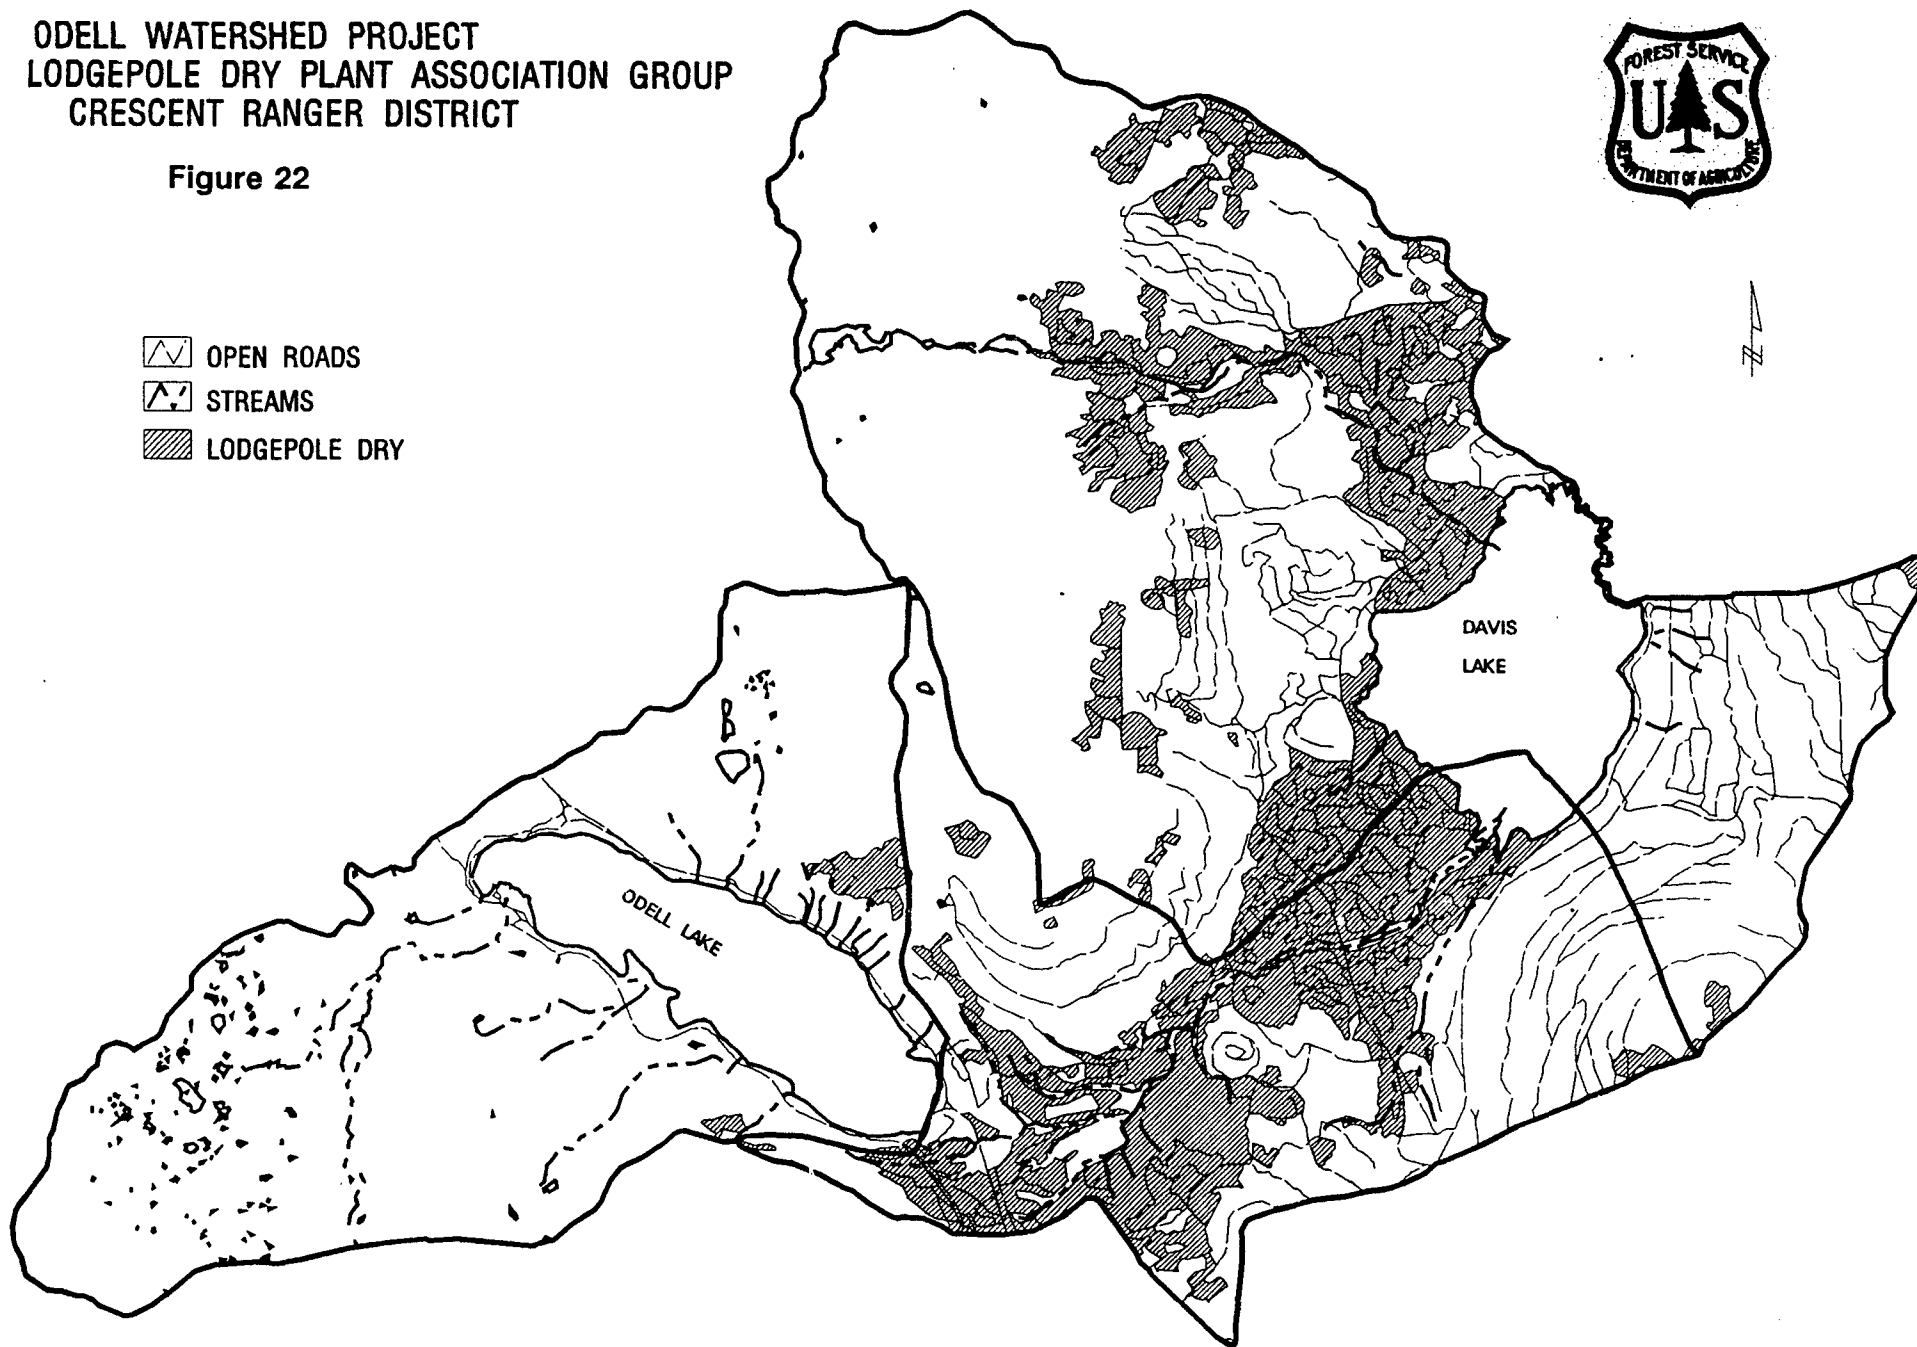 ODELL WATERSHED PROJECT
LODGEPOLE DRY PLANT ASSOCIATION GROUP
CRESCENT RANGER DISTRICT
Figure 22
FOREST SERVICE
U S
DEPARTMENT OF AGRICULTURE
OPEN ROADS
STREAMS
LODGEPOLE DRY
DAVIS
LAKE
ODELL LAKE